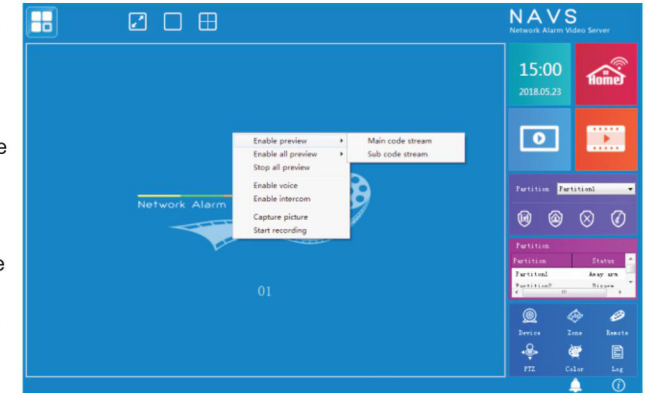 NAVS
Network Alarm Video Server
15:00
2018.05.23
Home
e
Enable preview
Main code stream
Enable all preview
Sub code stream
Stop all preview
Enable voice
Enable intercom
Capture picture
Start recording
Network Alarm
e
01
Partition Partition1
Partition
Partition Status
Partition1 Away arm
Partition2 Disarm
Device Zone Remote
PTZ Color Log